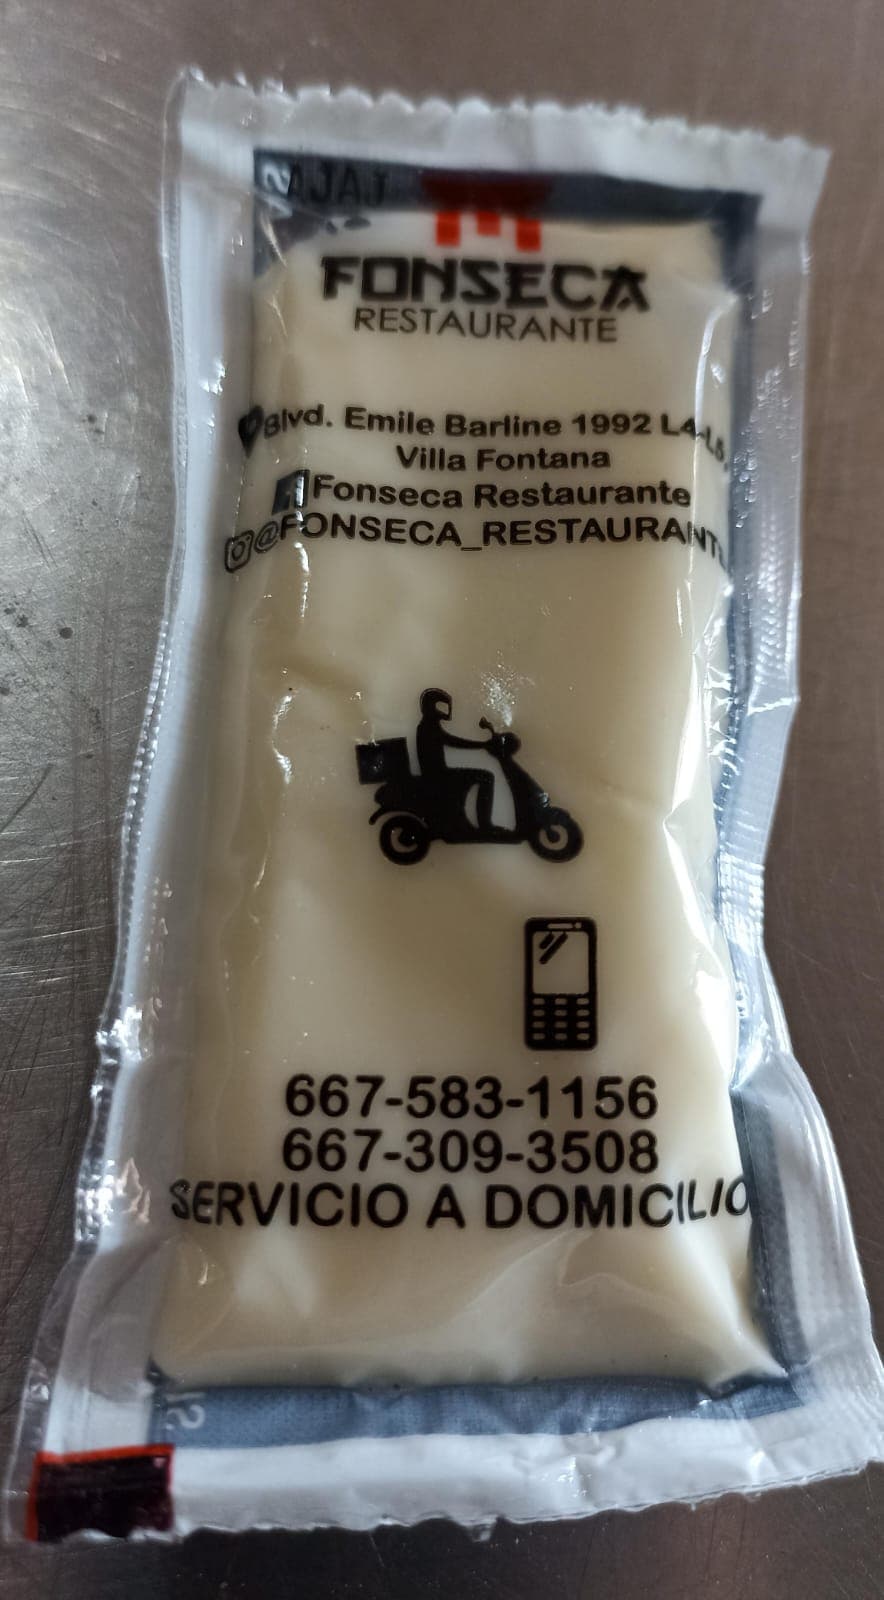 JALA
FONSECA
RESTAURANTE
Blvd. Emile Barline 1992 L4-L5,
Villa Fontana
Fonseca Restaurante
@FONSECA_RESTAURANTE
667-583-1156
667-309-3508
SERVICIO A DOMICILIO